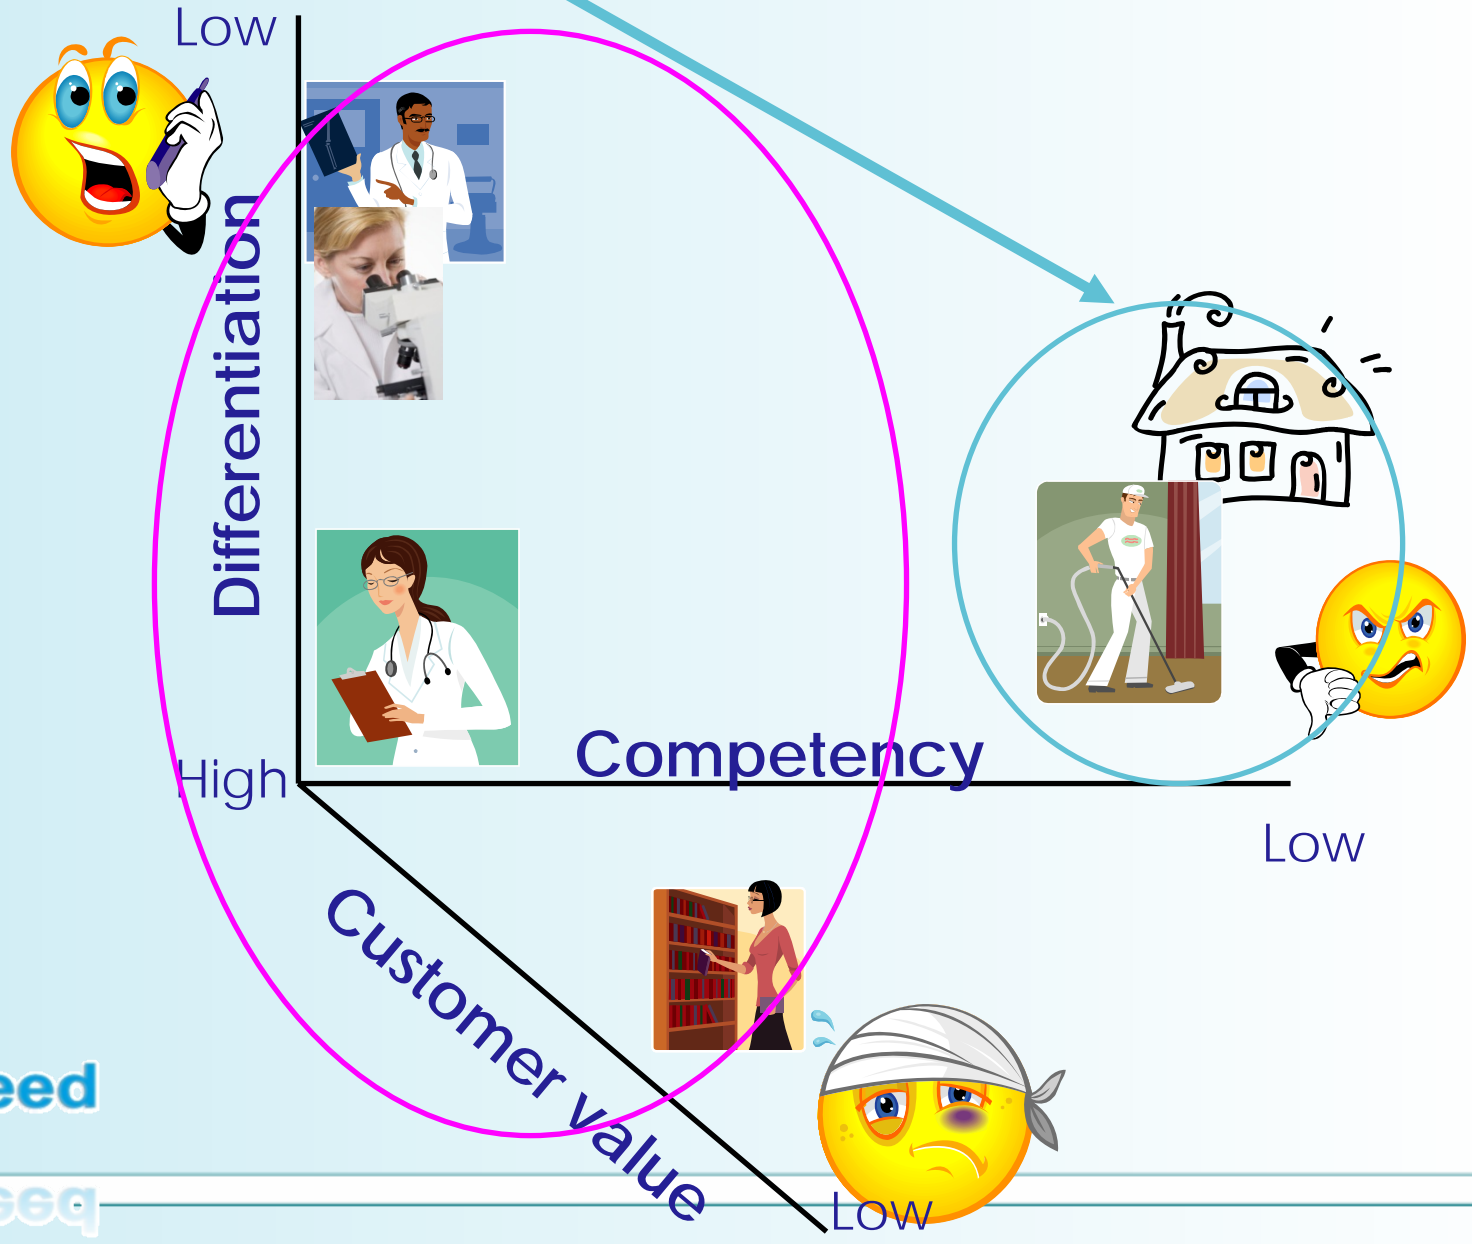 Low
Differentiation
High
Competency
Low
Customer value
Low
eed